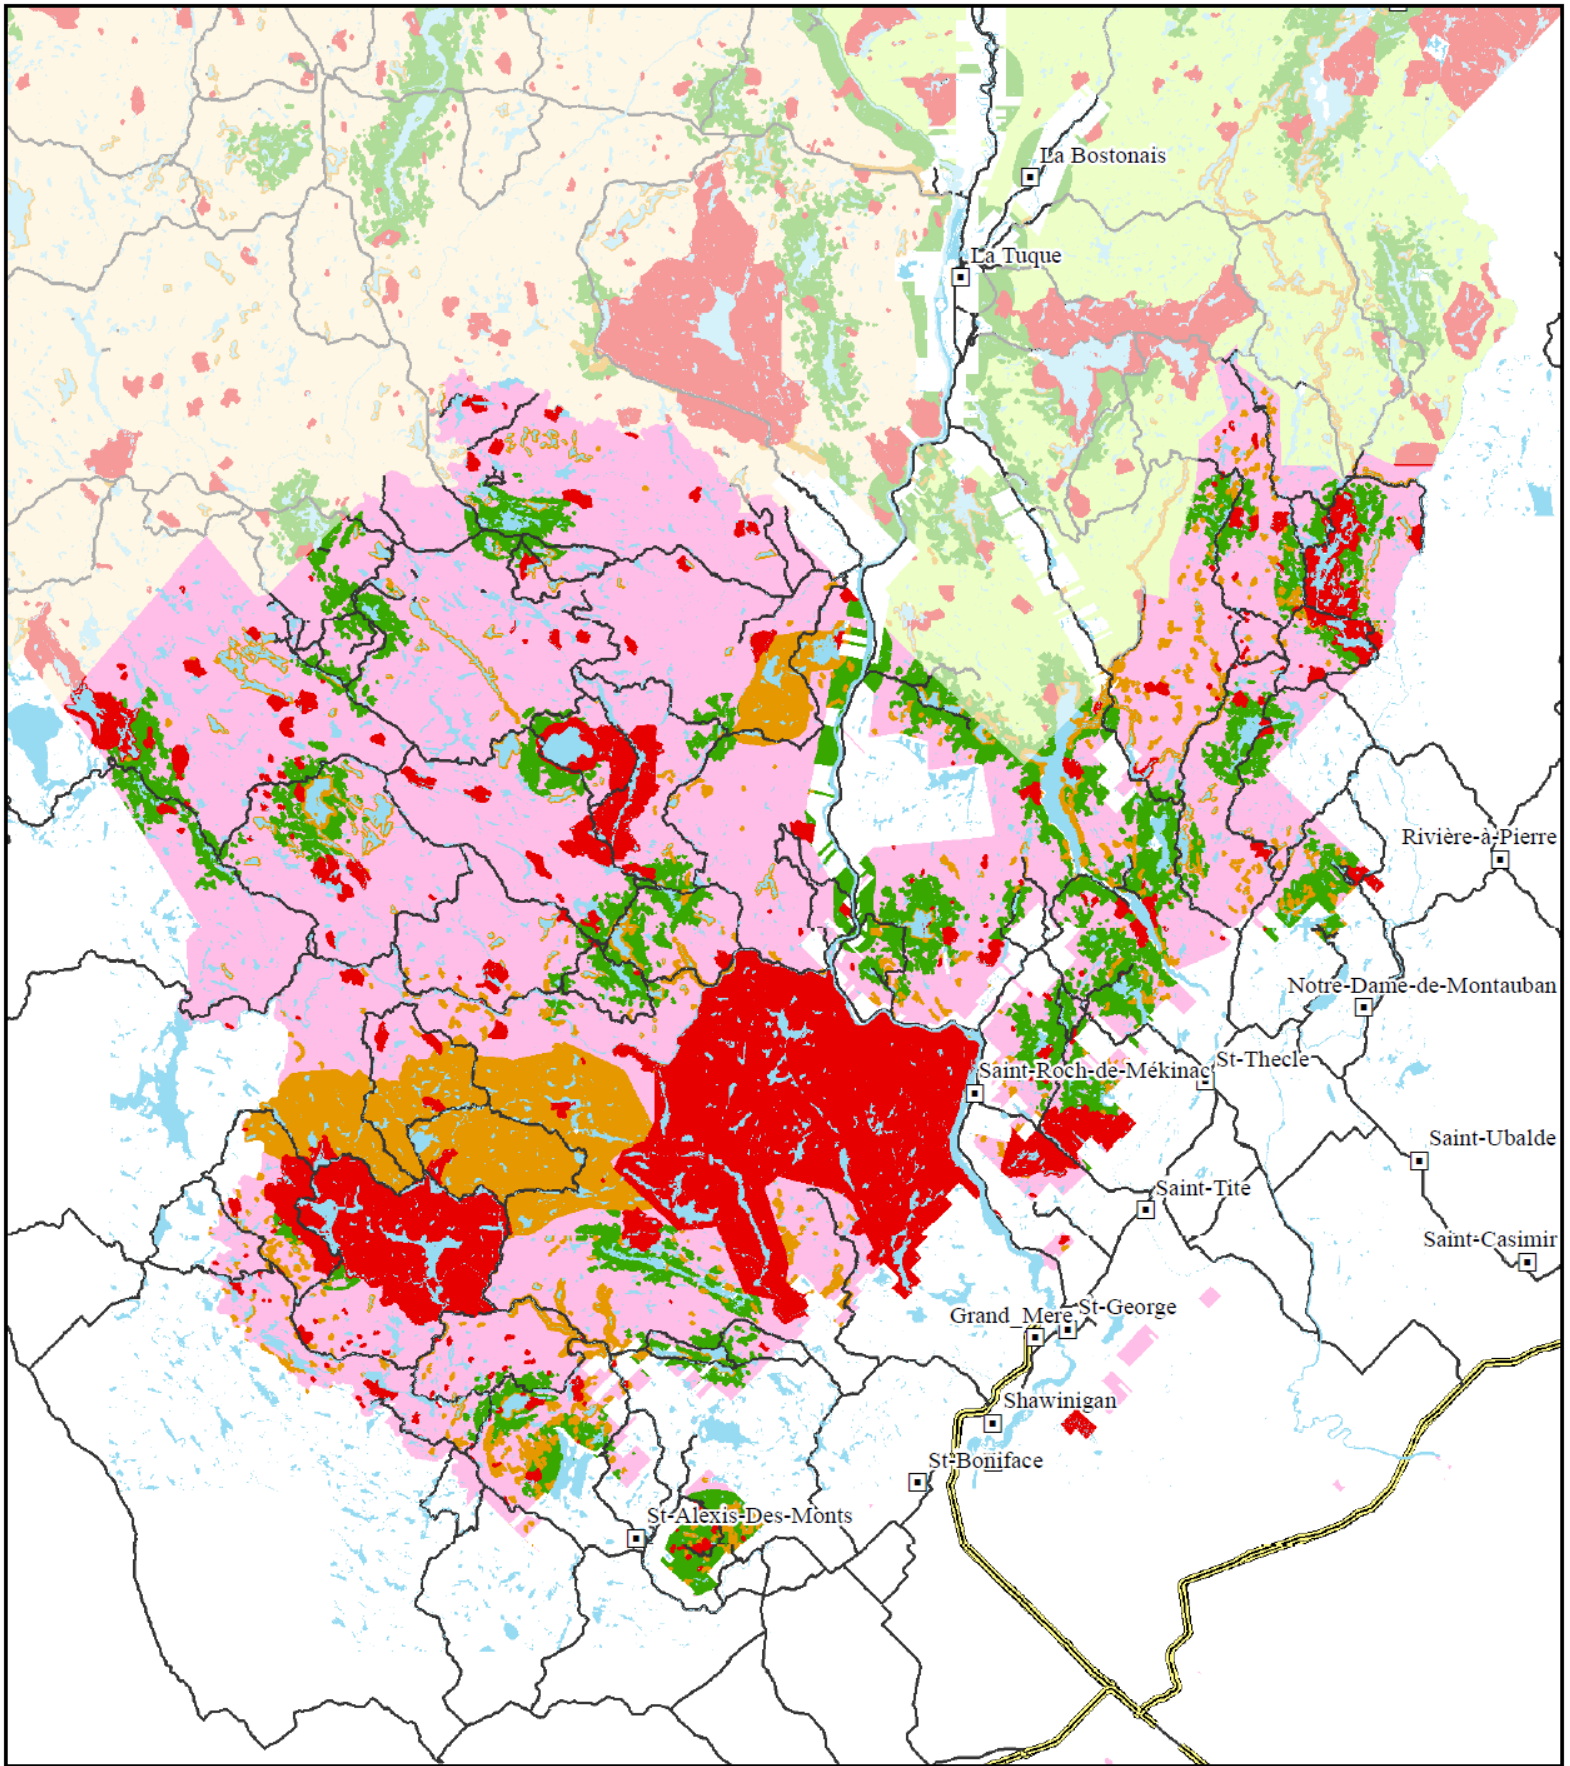 La Bostonais
La Tuque
Rivière-à-Pierre
Notre-Dame-de-Montauban
St-Thecle
Saint-Roch-de-Mékinac
Saint-Ubalde
Saint-Tite
Saint-Casimir
St-George
Grand_Mere
Shawinigan
St-Boniface
St-Alexis-Des-Monts